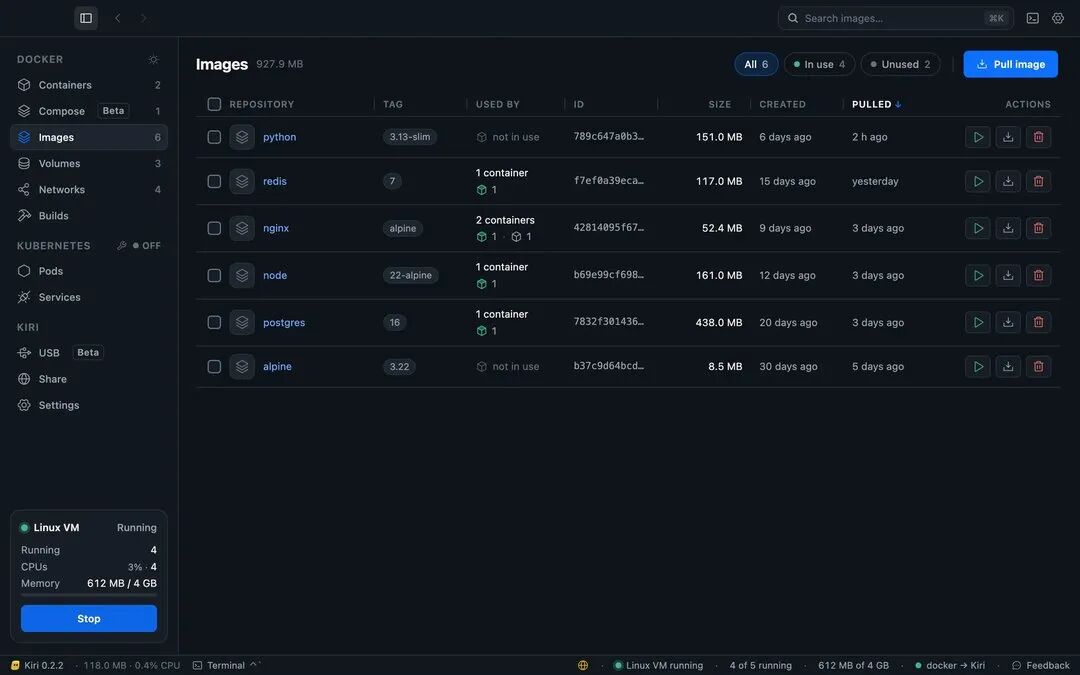 Search images... ⌘K
DOCKER
Containers 2
Compose Beta 1
Images 6
Volumes 3
Networks 4
Builds
KUBERNETES OFF
Pods
Services
KIRI
USB Beta
Share
Settings
Linux VM Running
Running 4
CPUs 3% · 4
Memory 612 MB / 4 GB
Stop
Images 927.9 MB All 6 In use 4 Unused 2 Pull image
REPOSITORY TAG USED BY ID SIZE CREATED PULLED ↓ ACTIONS
python 3.13-slim not in use 789c647a0b3… 151.0 MB 6 days ago 2 h ago
redis 7 1 container 1 f7ef0a39eca… 117.0 MB 15 days ago yesterday
nginx alpine 2 containers 1 · 1 42814095f67… 52.4 MB 9 days ago 3 days ago
node 22-alpine 1 container 1 b69e99cf698… 161.0 MB 12 days ago 3 days ago
postgres 16 1 container 1 7832f301436… 438.0 MB 20 days ago 3 days ago
alpine 3.22 not in use b37c9d64bcd… 8.5 MB 30 days ago 5 days ago
Kiri 0.2.2 · 118.0 MB · 0.4% CPU Terminal ^` · Linux VM running · 4 of 5 running · 612 MB of 4 GB · docker → Kiri · Feedback